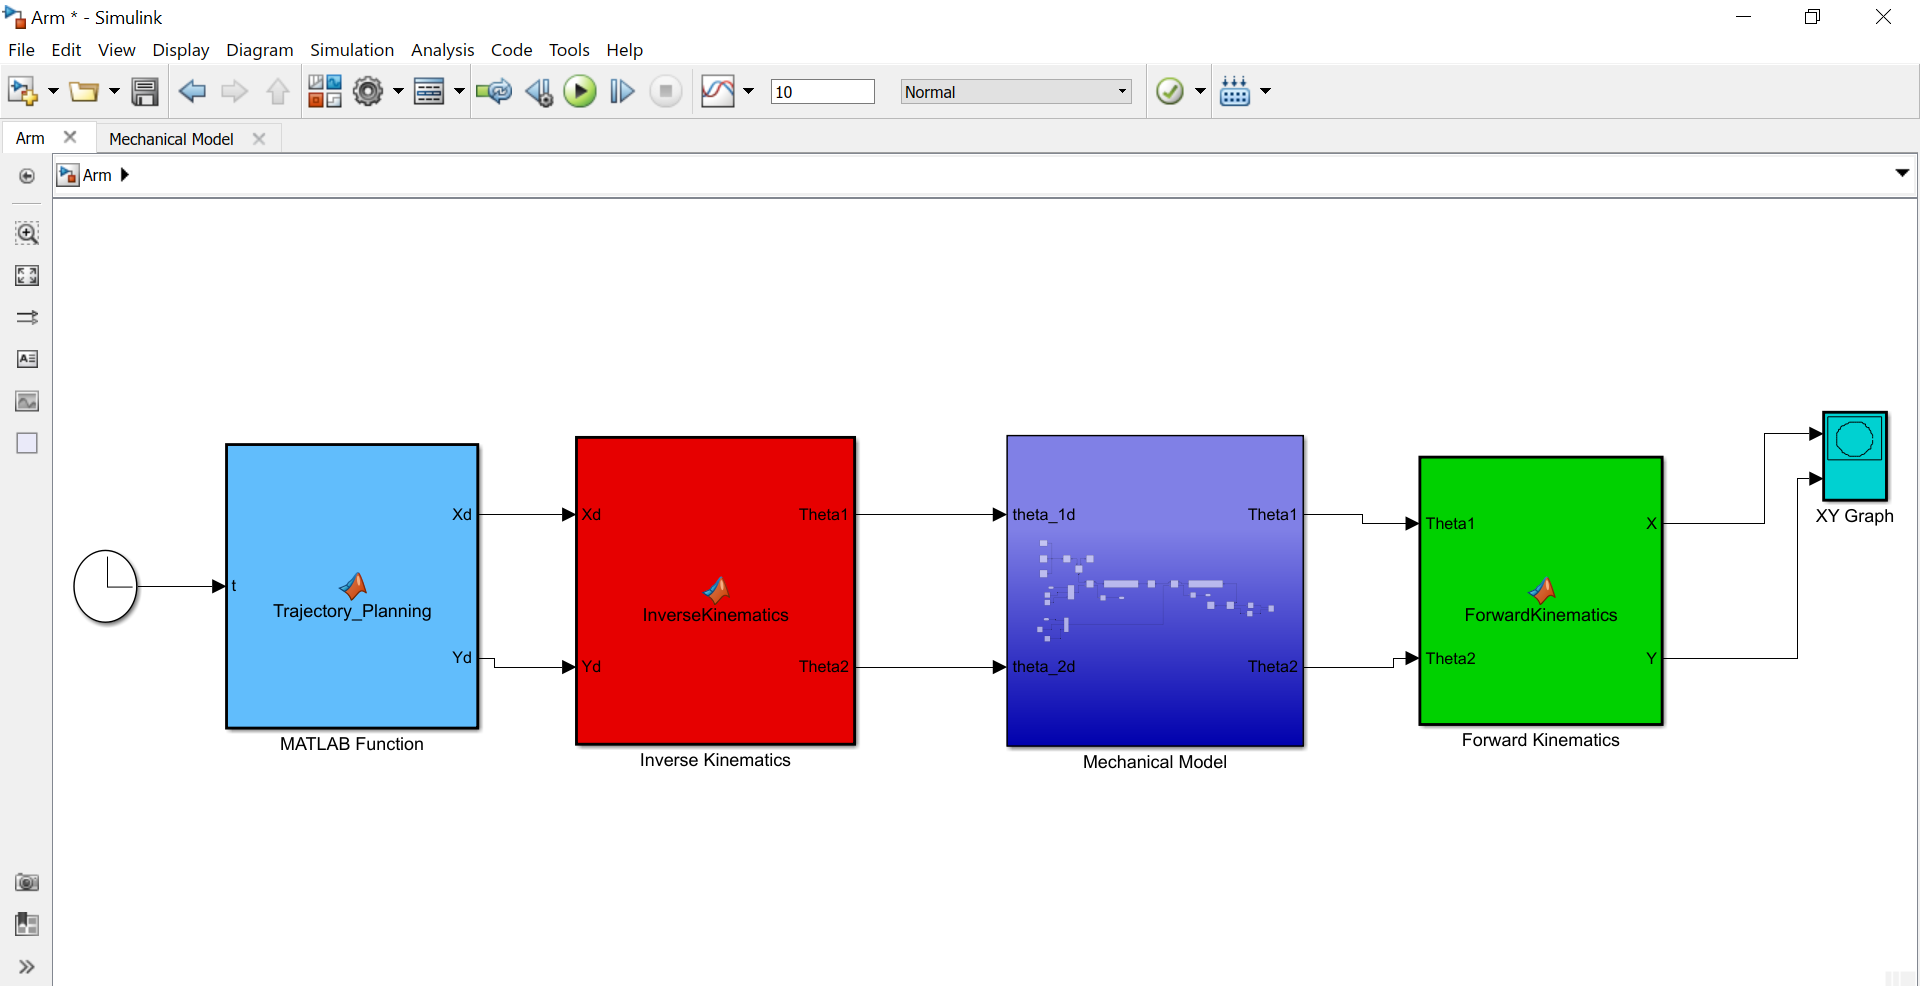 Arm * - Simulink
File Edit View Display Diagram Simulation Analysis Code Tools Help
10 Normal
Arm Mechanical Model
Arm
t Trajectory_Planning Xd Yd
MATLAB Function
Xd Yd InverseKinematics Theta1 Theta2
Inverse Kinematics
theta_1d theta_2d Theta1 Theta2
Mechanical Model
Theta1 Theta2 ForwardKinematics X Y
Forward Kinematics
XY Graph